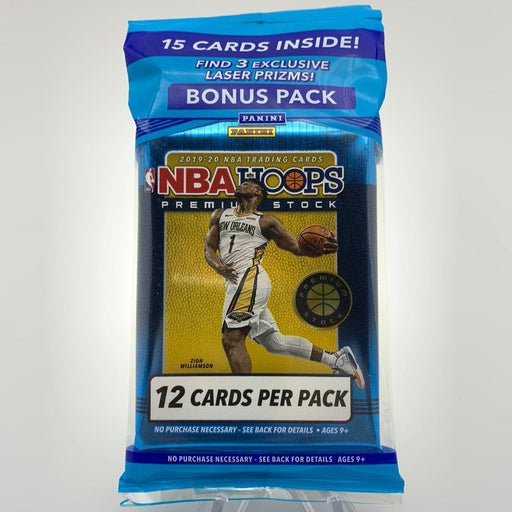 15 CARDS INSIDE!
FIND 3 EXCLUSIVE
LASER PRIZMS!
BONUS PACK
PANINI
PANINI
2019-20 NBA TRADING CARDS
NBA HOOPS
PREMIUM STOCK
NEW ORLEANS
1
PREMIUM
STOCK
ZION
WILLIAMSON
12 CARDS PER PACK
NO PURCHASE NECESSARY - SEE BACK FOR DETAILS • AGES 9+
NO PURCHASE NECESSARY - SEE BACK FOR DETAILS AGES 9+